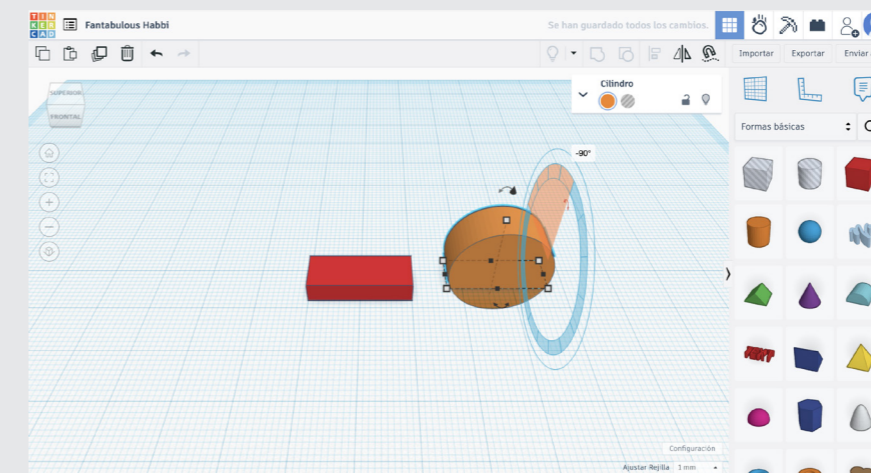 TIN
KER
CAD
Fantabulous Habbi
Se han guardado todos los cambios.
Importar
Exportar
Enviar a
SUPERIOR
FRONTAL
Cilindro
Formas básicas
-90°
TEXT
Configuración
Ajustar Rejilla 1 mm